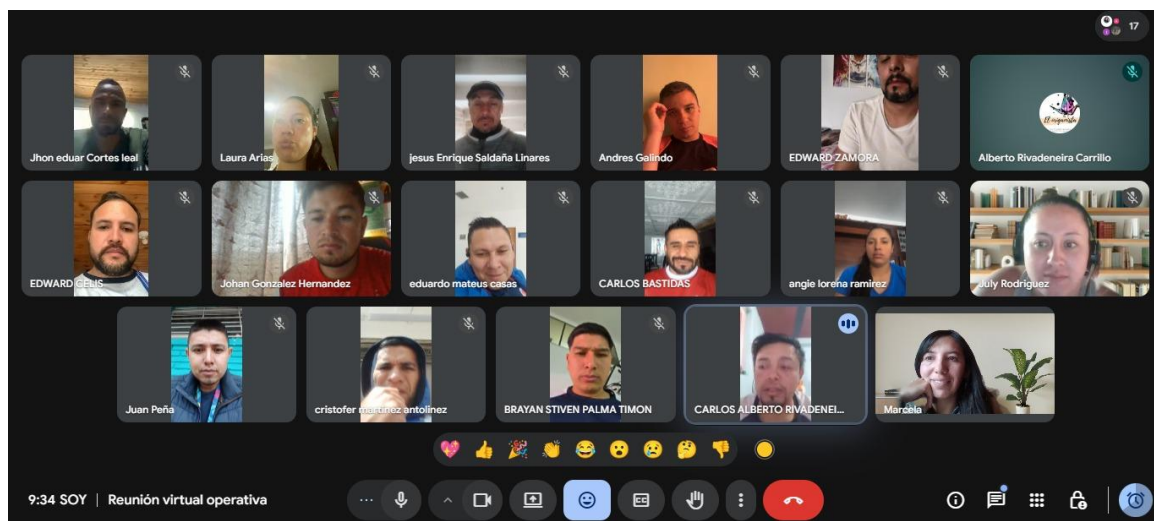 17
Jhon eduar Cortes leal
Laura Arias
jesus Enrique Saldaña Linares
Andres Galindo
EDWARD ZAMORA
Alberto Rivadeneira Carrillo
EDWARD CELIS
Johan Gonzalez Hernandez
eduardo mateus casas
CARLOS BASTIDAS
angie lorena ramirez
July Rodriguez
Juan Peña
cristofer martinez antolinez
BRAYAN STIVEN PALMA TIMON
CARLOS ALBERTO RIVADENEI...
Marcela
9:34 SOY | Reunión virtual operativa
CC